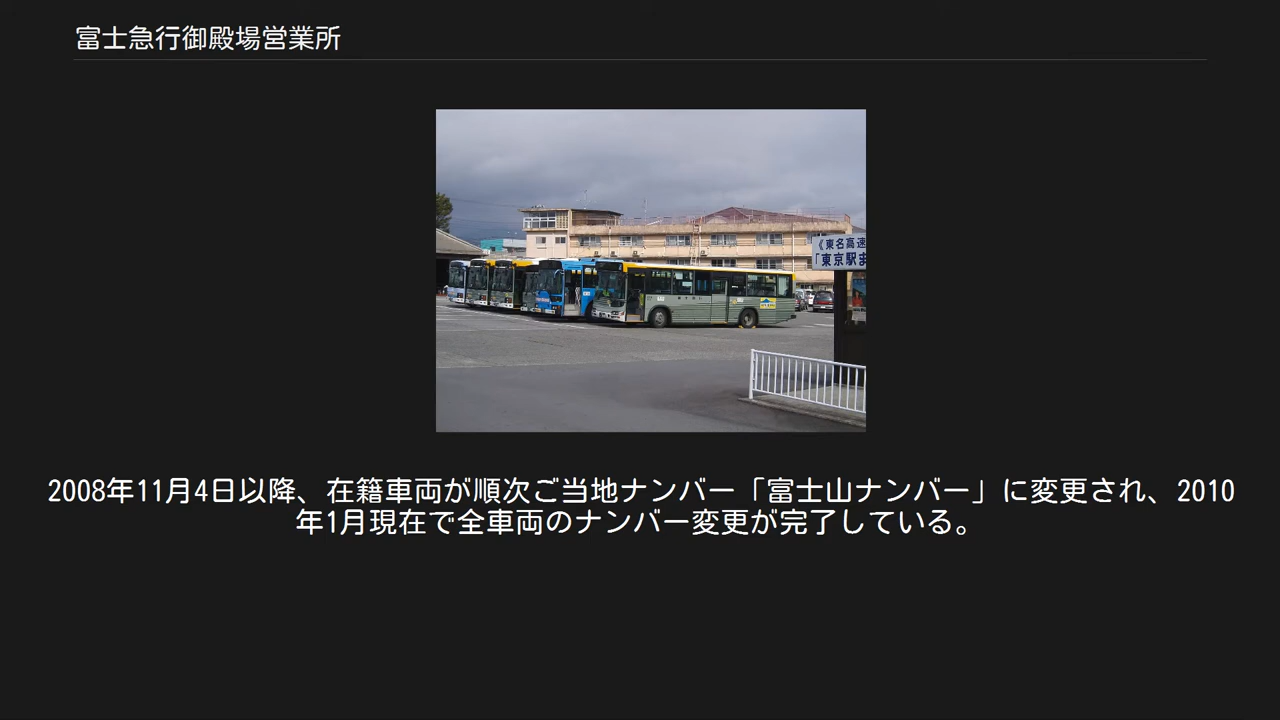 富士急行御殿場営業所
《東名高速
「東京駅ま
2008年11月4日以降、在籍車両が順次ご当地ナンバー「富士山ナンバー」に変更され、2010
年1月現在で全車両のナンバー変更が完了している。